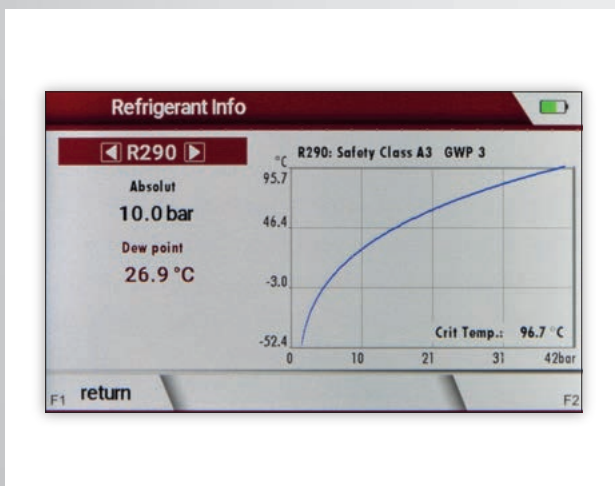 Refrigerant Info
R290
Absolut
10.0 bar
Dew point
26.9 °C
R290: Safety Class A3 GWP 3
°C
95.7
46.4
-3.0
-52.4
Crit Temp.: 96.7 °C
0 10 21 31 42bar
F1 return
F2